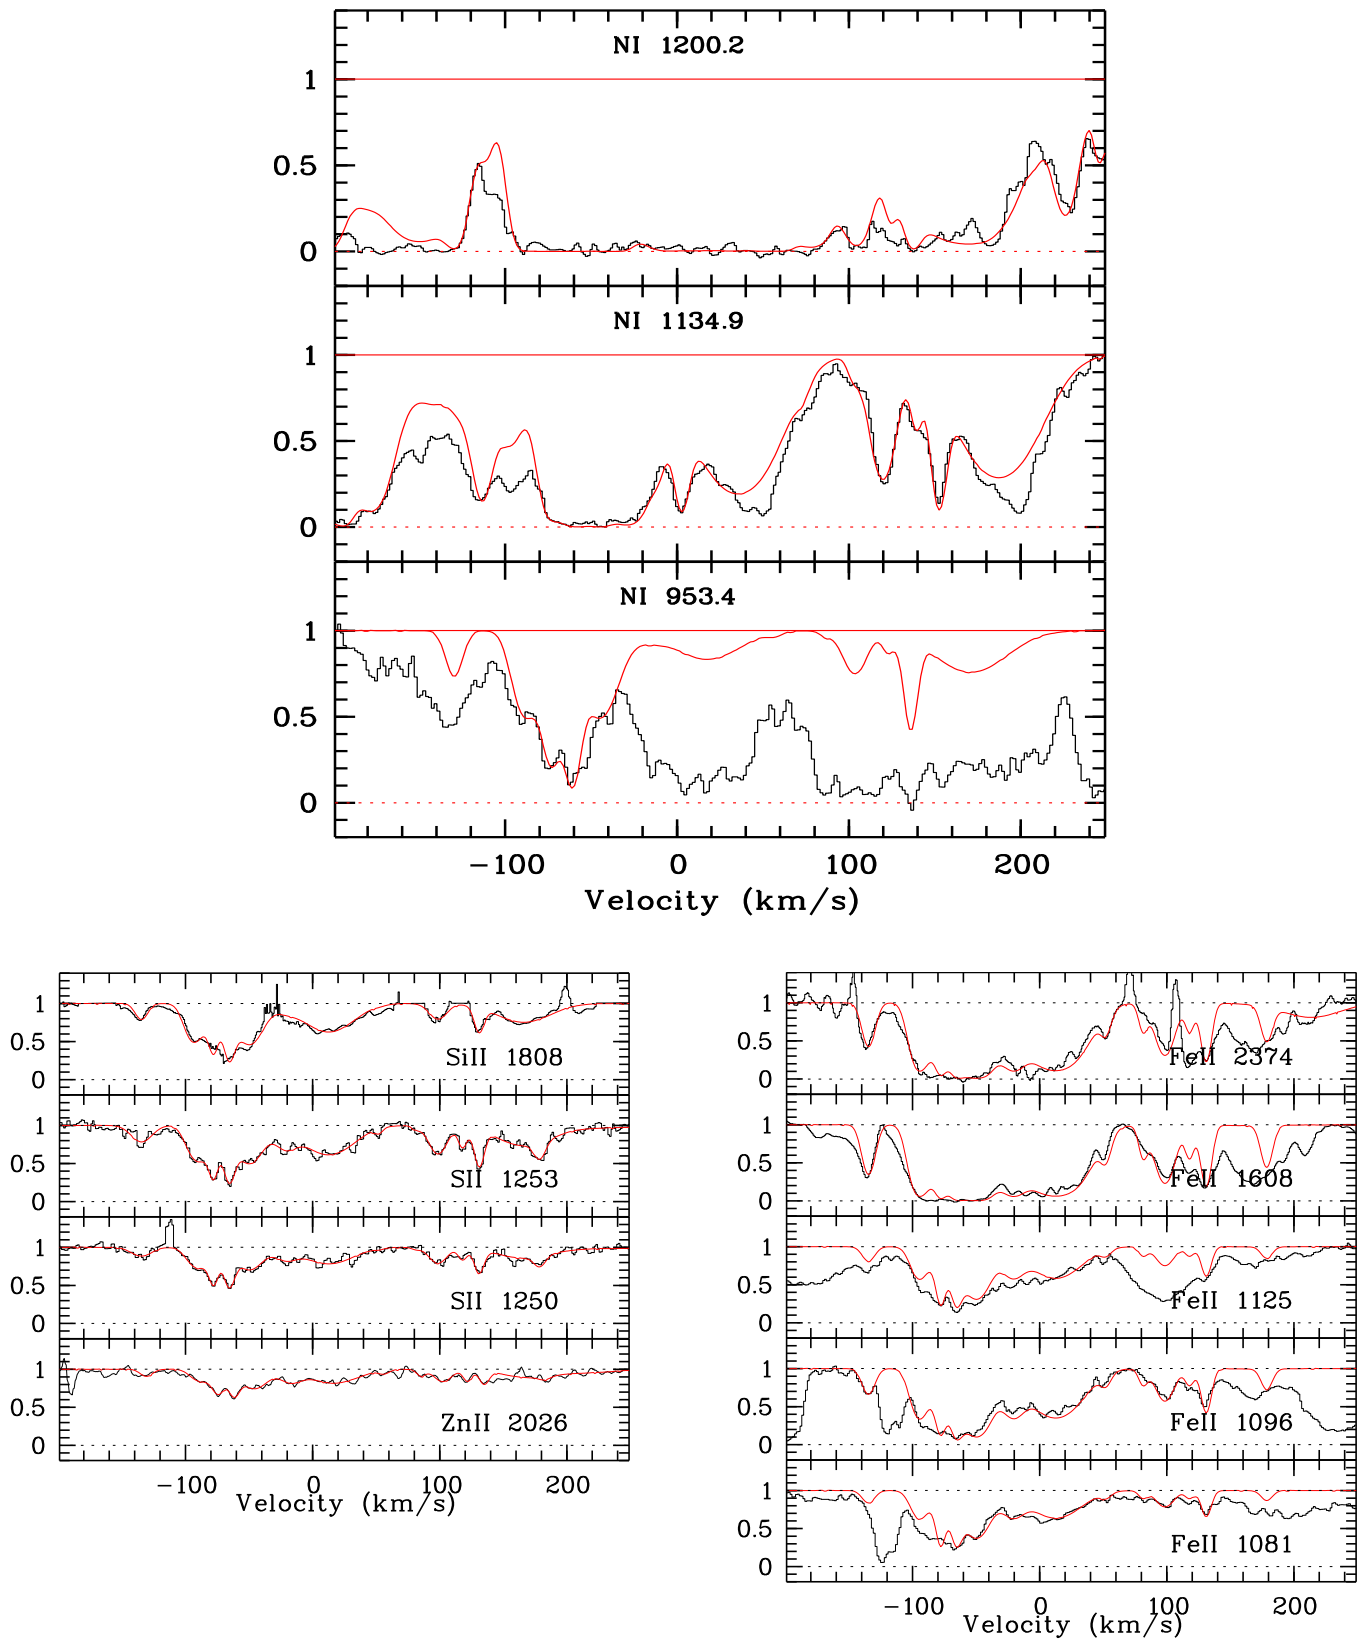 NI 1200.2
1
0.5
0
NI 1134.9
1
0.5
0
NI 953.4
1
0.5
0
−100 0 100 200
Velocity (km/s)
1
0.5
0
SiII 1808
1
0.5
0
SII 1253
1
0.5
0
SII 1250
1
0.5
0
ZnII 2026
−100 0 100 200
Velocity (km/s)
1
0.5
0
FeII 2374
1
0.5
0
FeII 1608
1
0.5
0
FeII 1125
1
0.5
0
FeII 1096
1
0.5
0
FeII 1081
−100 0 100 200
Velocity (km/s)